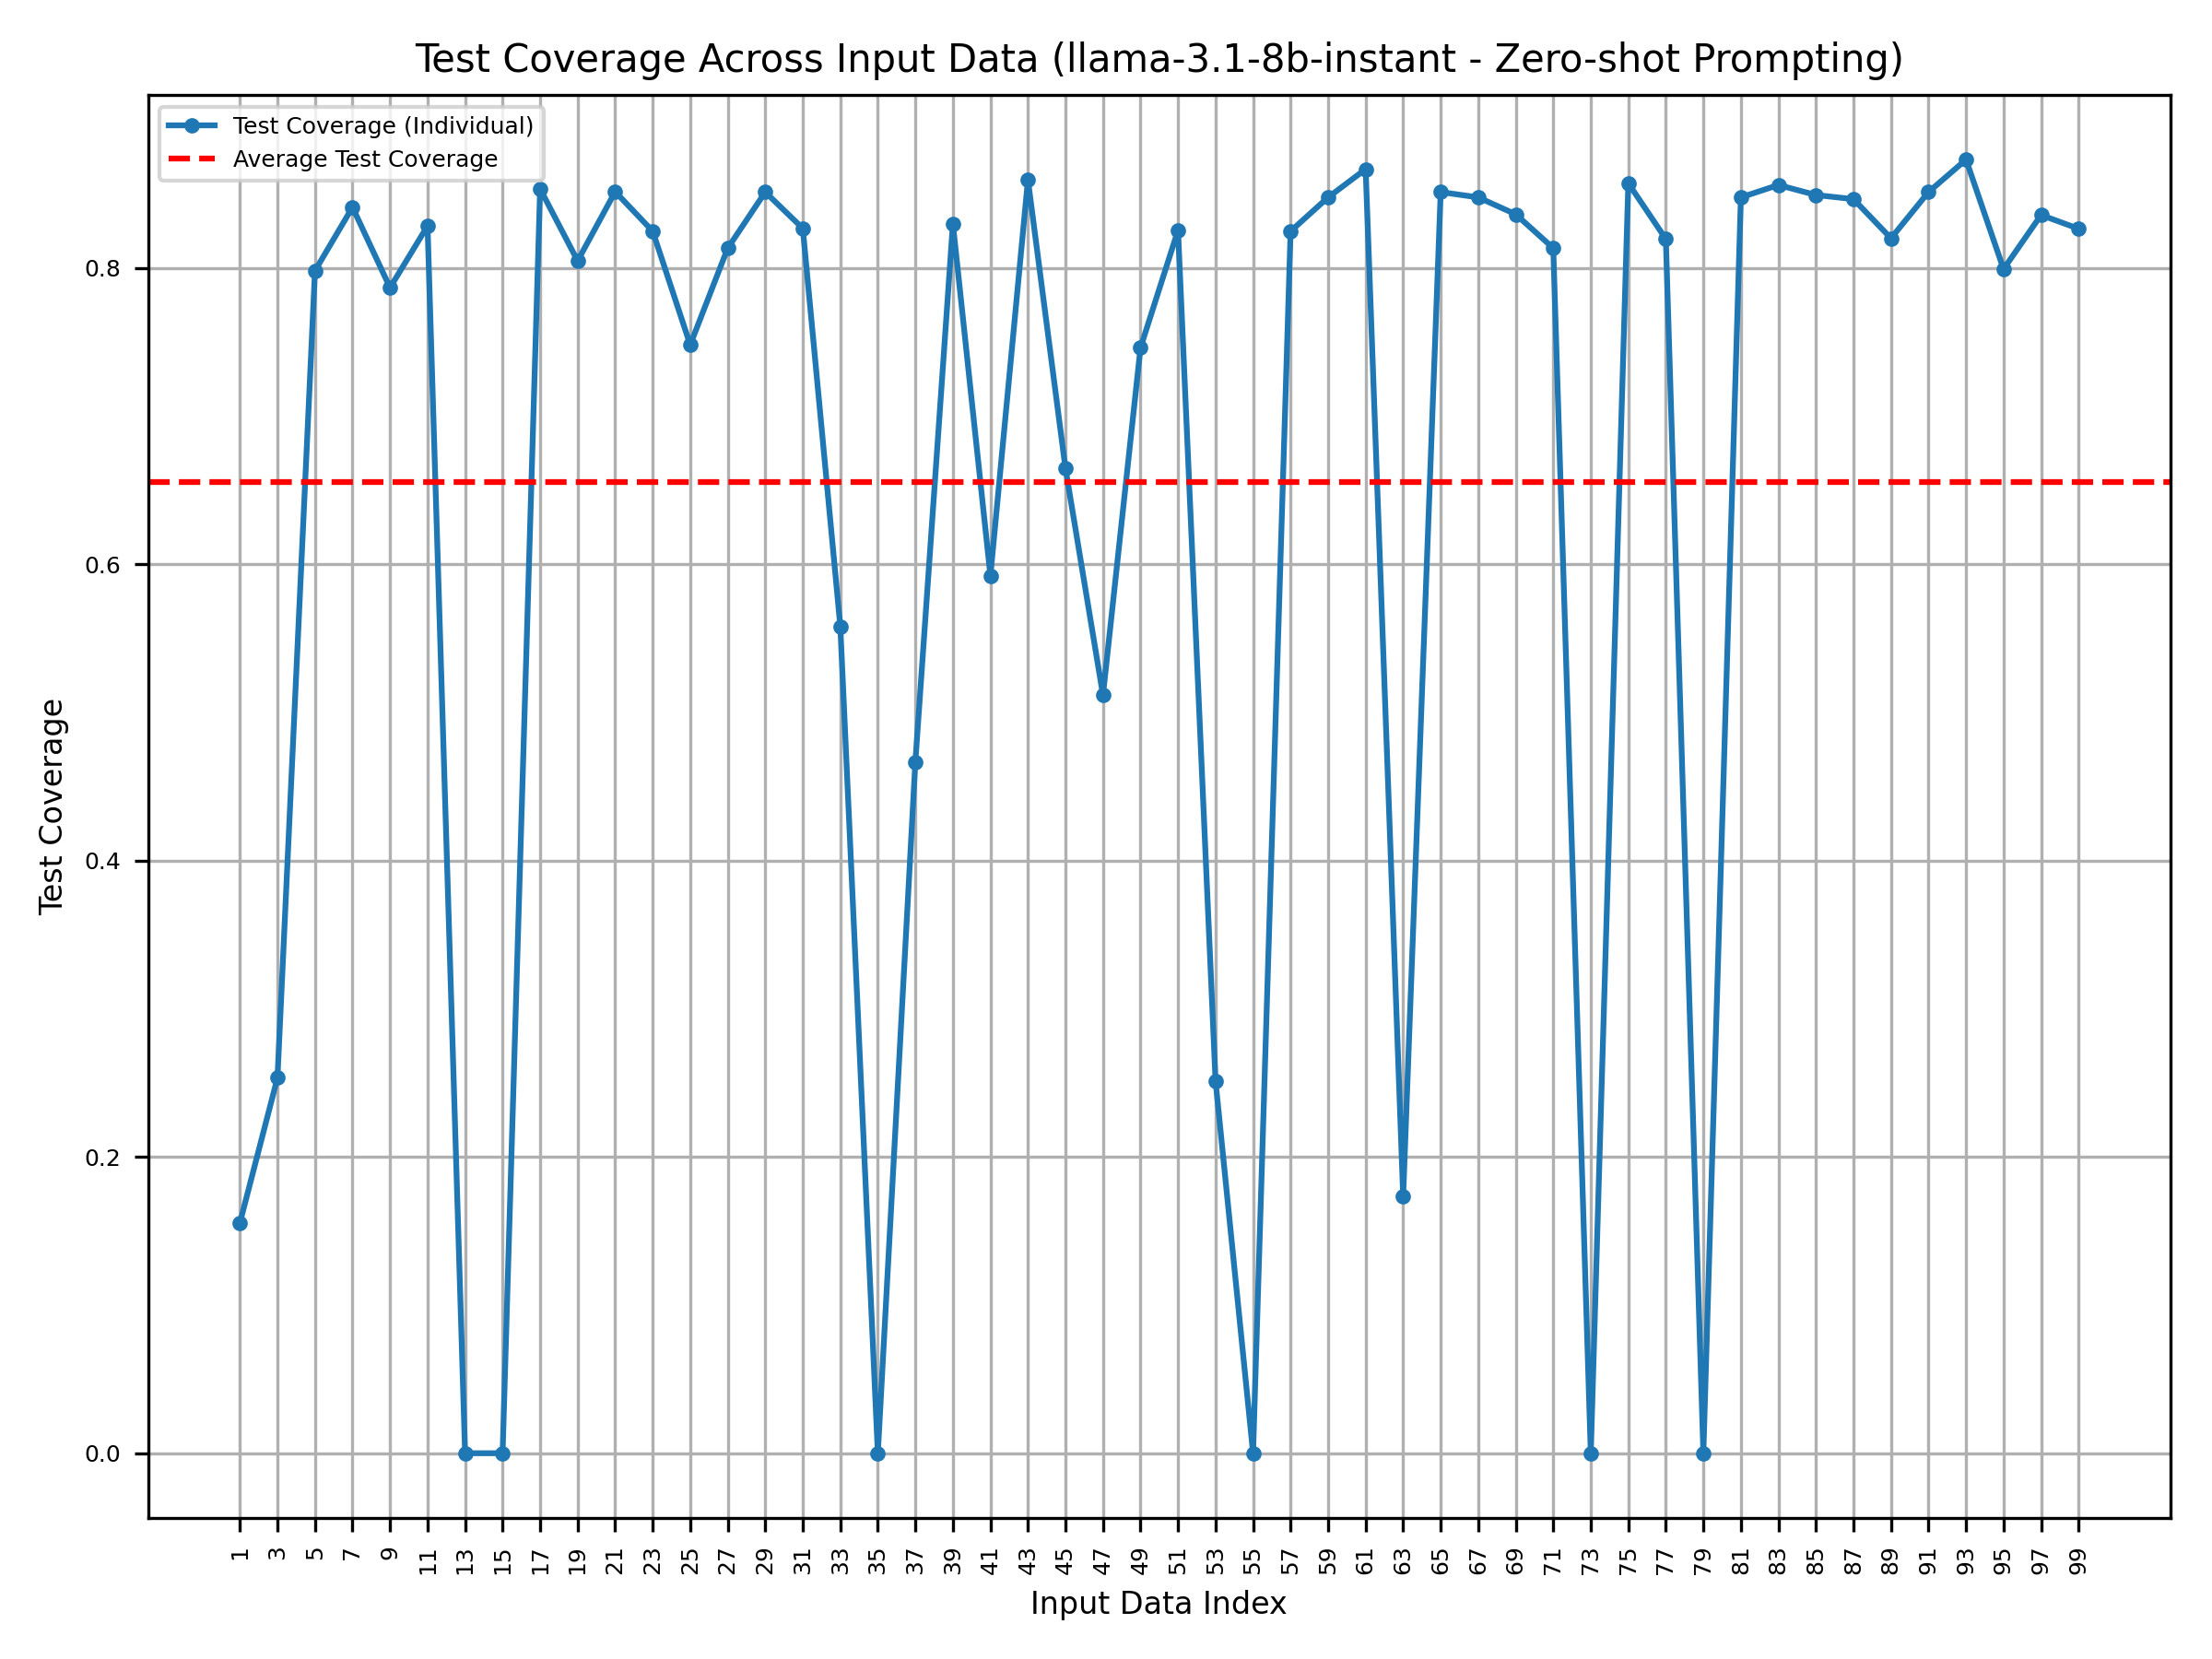 Test Coverage Across Input Data (llama-3.1-8b-instant - Zero-shot Prompting)
Test Coverage (Individual)
Average Test Coverage
Test Coverage
0.8
0.6
0.4
0.2
0.0
1 3 5 7 9 11 13 15 17 19 21 23 25 27 29 31 33 35 37 39 41 43 45 47 49 51 53 55 57 59 61 63 65 67 69 71 73 75 77 79 81 83 85 87 89 91 93 95 97 99
Input Data Index